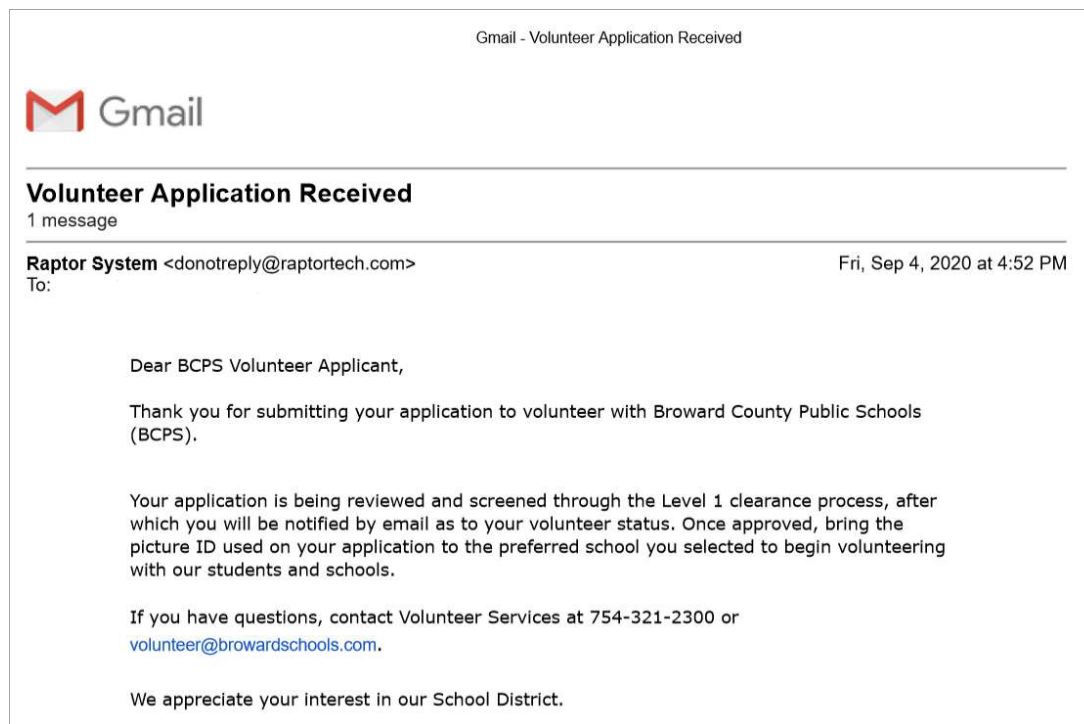 Gmail - Volunteer Application Received
Gmail
Volunteer Application Received
1 message
Raptor System <donotreply@raptortech.com> Fri, Sep 4, 2020 at 4:52 PM
To:
Dear BCPS Volunteer Applicant,
Thank you for submitting your application to volunteer with Broward County Public Schools
(BCPS).
Your application is being reviewed and screened through the Level 1 clearance process, after
which you will be notified by email as to your volunteer status. Once approved, bring the
picture ID used on your application to the preferred school you selected to begin volunteering
with our students and schools.
If you have questions, contact Volunteer Services at 754-321-2300 or
volunteer@browardschools.com.
We appreciate your interest in our School District.